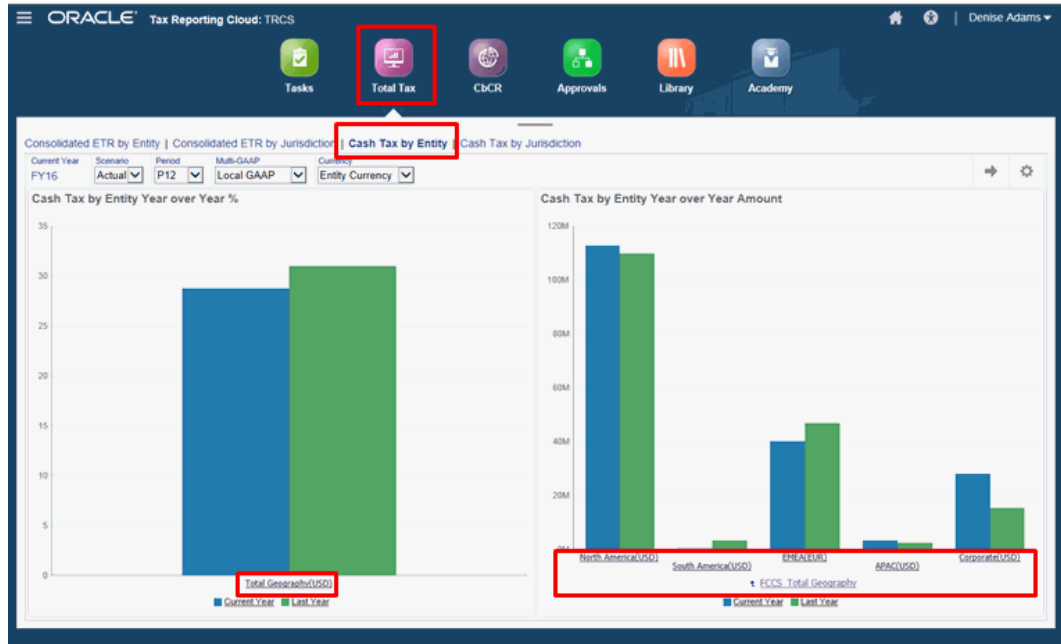 ORACLE Tax Reporting Cloud: TRCS
Denise Adams
Tasks
Total Tax
CbCR
Approvals
Library
Academy
Consolidated ETR by Entity | Consolidated ETR by Jurisdiction | Cash Tax by Entity | Cash Tax by Jurisdiction
Current Year Scenario Period Multi-GAAP Currency
FY16 Actual P12 Local GAAP Entity Currency
Cash Tax by Entity Year over Year %
35
30
25
20
15
10
5
0
Total Geography(USD)
Current Year Last Year
Cash Tax by Entity Year over Year Amount
120M
100M
80M
60M
40M
20M
0M
North America(USD)
South America(USD)
EMEA(EUR)
APAC(USD)
Corporate(USD)
FCCS_Total Geography
Current Year Last Year